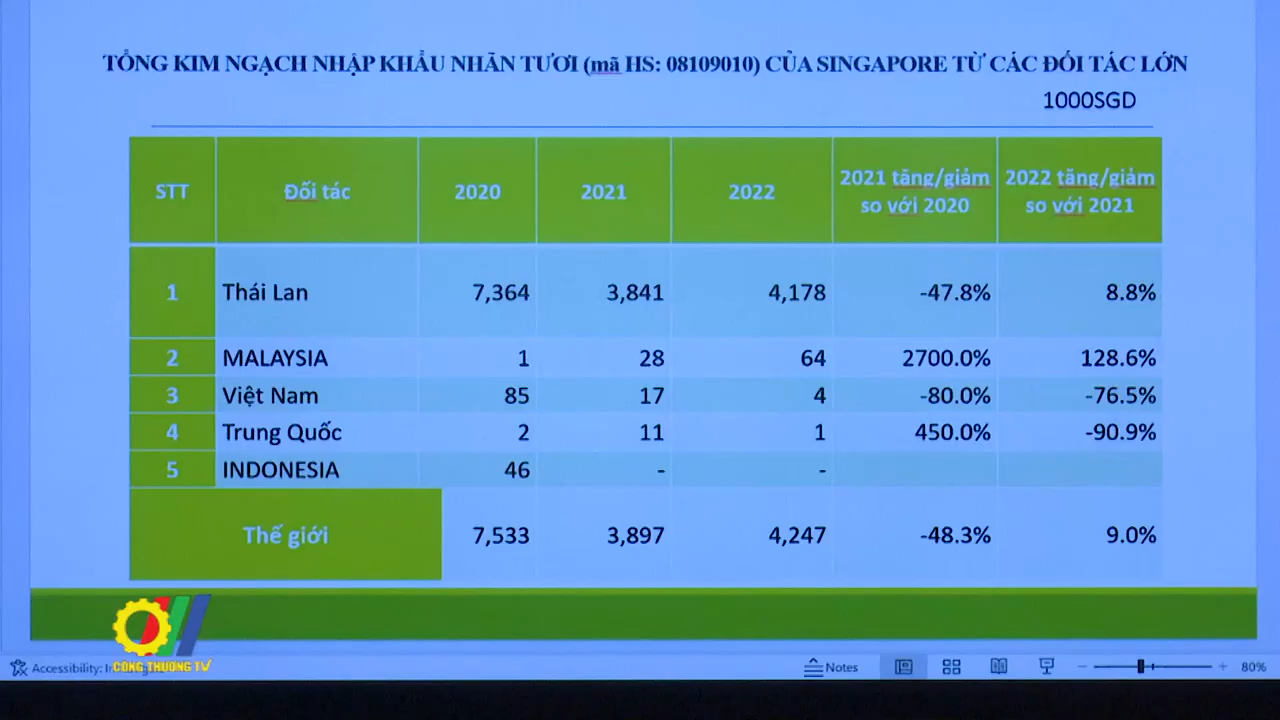 TỔNG KIM NGẠCH NHẬP KHẨU NHÃN TƯƠI (mã HS: 08109010) CỦA SINGAPORE TỪ CÁC ĐỐI TÁC LỚN
1000SGD
STT Đối tác 2020 2021 2022 2021 tăng/giảm so với 2020 2022 tăng/giảm so với 2021
1 Thái Lan 7,364 3,841 4,178 -47.8% 8.8%
2 MALAYSIA 1 28 64 2700.0% 128.6%
3 Việt Nam 85 17 4 -80.0% -76.5%
4 Trung Quốc 2 11 1 450.0% -90.9%
5 INDONESIA 46 - -
Thế giới 7,533 3,897 4,247 -48.3% 9.0%
CÔNG THƯƠNG TV
Accessibility: Notes 80%